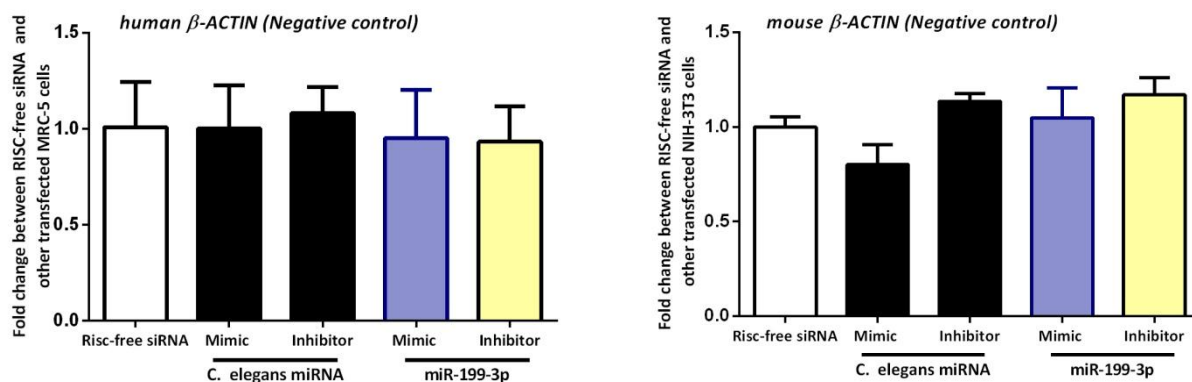 human β-ACTIN (Negative control)
Fold change between RISC-free siRNA and
other transfected MRC-5 cells
1.5
1.0
0.5
0.0
Risc-free siRNA Mimic Inhibitor Mimic Inhibitor
C. elegans miRNA miR-199-3p
mouse β-ACTIN (Negative control)
Fold change between RISC-free siRNA and
other transfected NIH-3T3 cells
1.5
1.0
0.5
0.0
Risc-free siRNA Mimic Inhibitor Mimic Inhibitor
C. elegans miRNA miR-199-3p